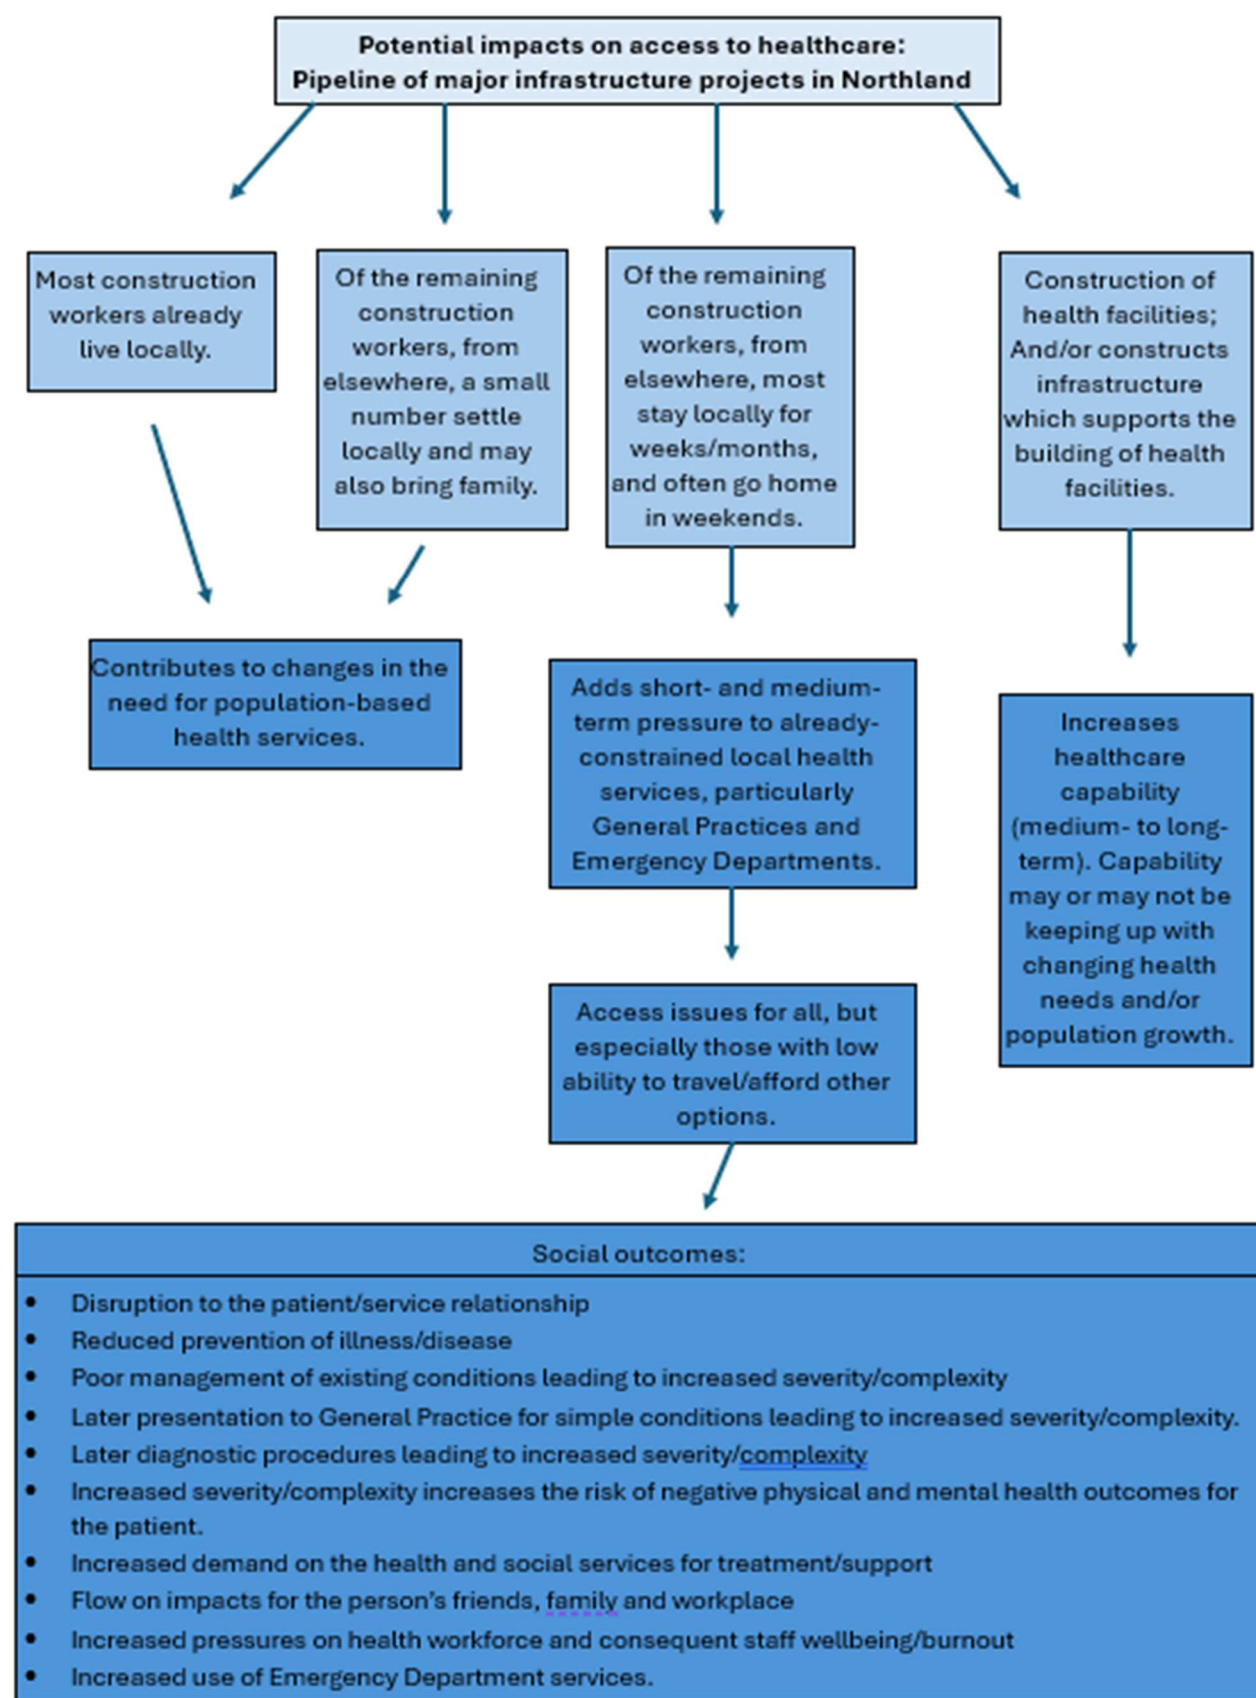 Potential impacts on access to healthcare:
Pipeline of major infrastructure projects in Northland
Most construction
workers already
live locally.
Of the remaining
construction
workers, from
elsewhere, a small
number settle
locally and may
also bring family.
Of the remaining
construction
workers, from
elsewhere, most
stay locally for
weeks/months,
and often go home
in weekends.
Construction of
health facilities;
And/or constructs
infrastructure
which supports the
building of health
facilities.
Contributes to changes in the
need for population-based
health services.
Adds short- and medium-
term pressure to already-
constrained local health
services, particularly
General Practices and
Emergency Departments.
Increases
healthcare
capability
(medium- to long-
term). Capability
may or may not be
keeping up with
changing health
needs and/or
population growth.
Access issues for all, but
especially those with low
ability to travel/afford other
options.
Social outcomes:
• Disruption to the patient/service relationship
• Reduced prevention of illness/disease
• Poor management of existing conditions leading to increased severity/complexity
• Later presentation to General Practice for simple conditions leading to increased severity/complexity.
• Later diagnostic procedures leading to increased severity/complexity
• Increased severity/complexity increases the risk of negative physical and mental health outcomes for
the patient.
• Increased demand on the health and social services for treatment/support
• Flow on impacts for the person's friends, family and workplace
• Increased pressures on health workforce and consequent staff wellbeing/burnout
• Increased use of Emergency Department services.